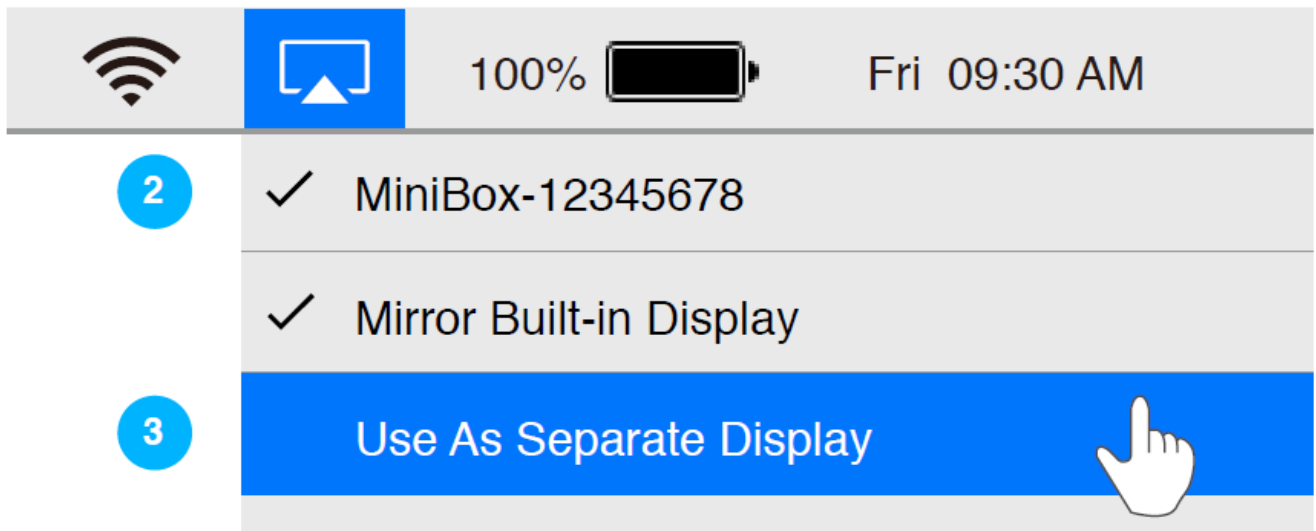 100% Fri 09:30 AM
2 MiniBox-12345678
Mirror Built-in Display
3 Use As Separate Display